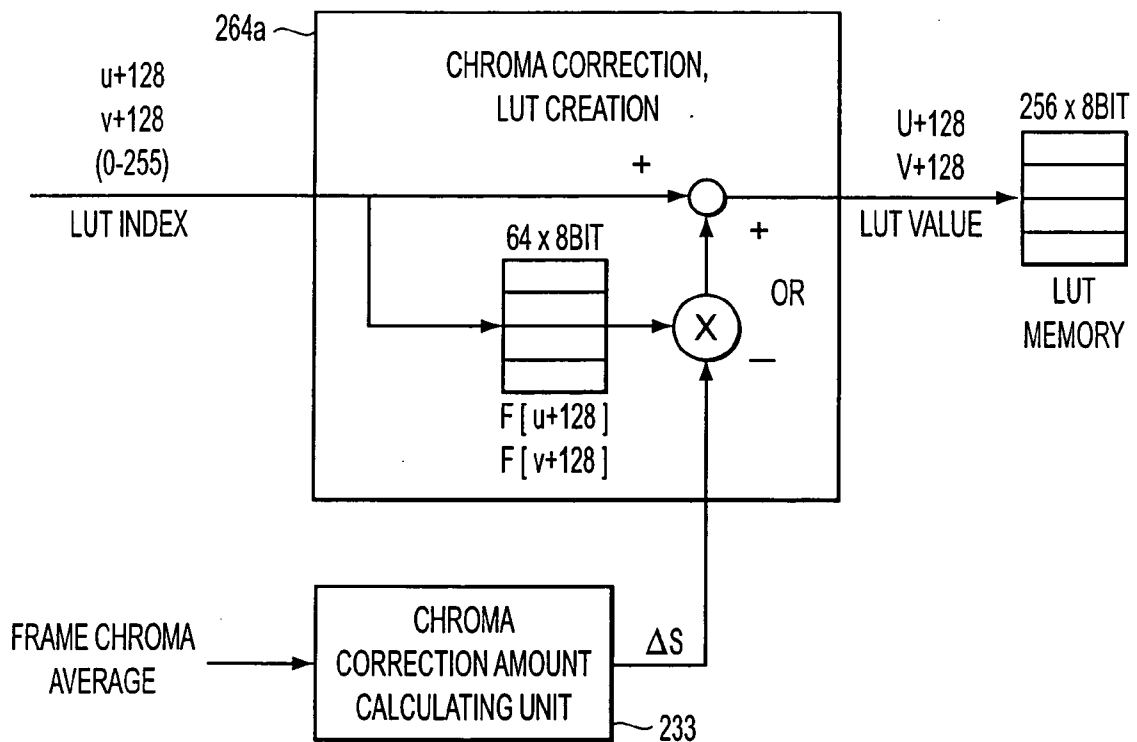 264a
u+128
v+128
(0-255)
LUT INDEX
CHROMA CORRECTION,
LUT CREATION
+
64 x 8BIT
F [ u+128 ]
F [ v+128 ]
X
+
OR
–
U+128
V+128
LUT VALUE
256 x 8BIT
LUT
MEMORY
FRAME CHROMA
AVERAGE
CHROMA
CORRECTION AMOUNT
CALCULATING UNIT
ΔS
233